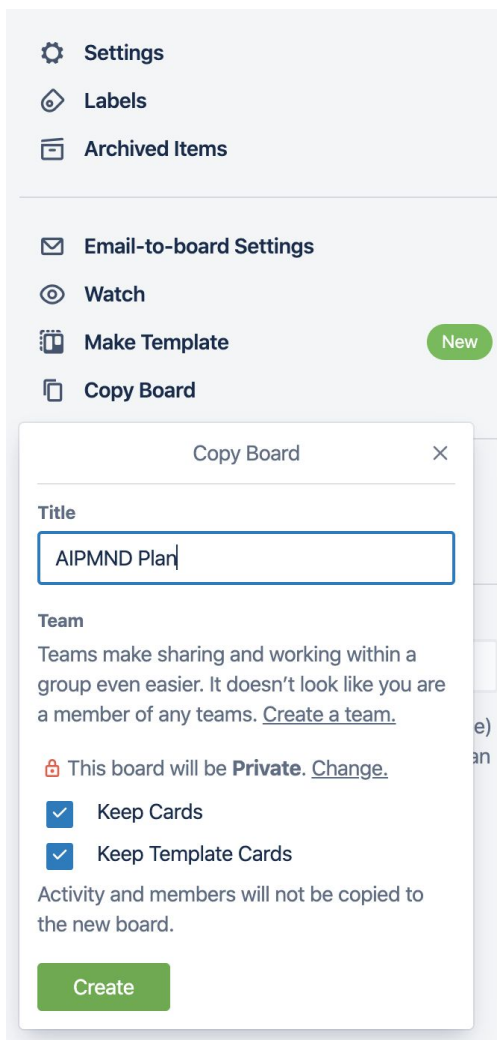 Settings
Labels
Archived Items
Email-to-board Settings
Watch
Make Template
New
Copy Board
Copy Board
Title
AIPMND Plan
Team
Teams make sharing and working within a
group even easier. It doesn’t look like you are
a member of any teams. Create a team.
This board will be Private. Change.
Keep Cards
Keep Template Cards
Activity and members will not be copied to
the new board.
Create